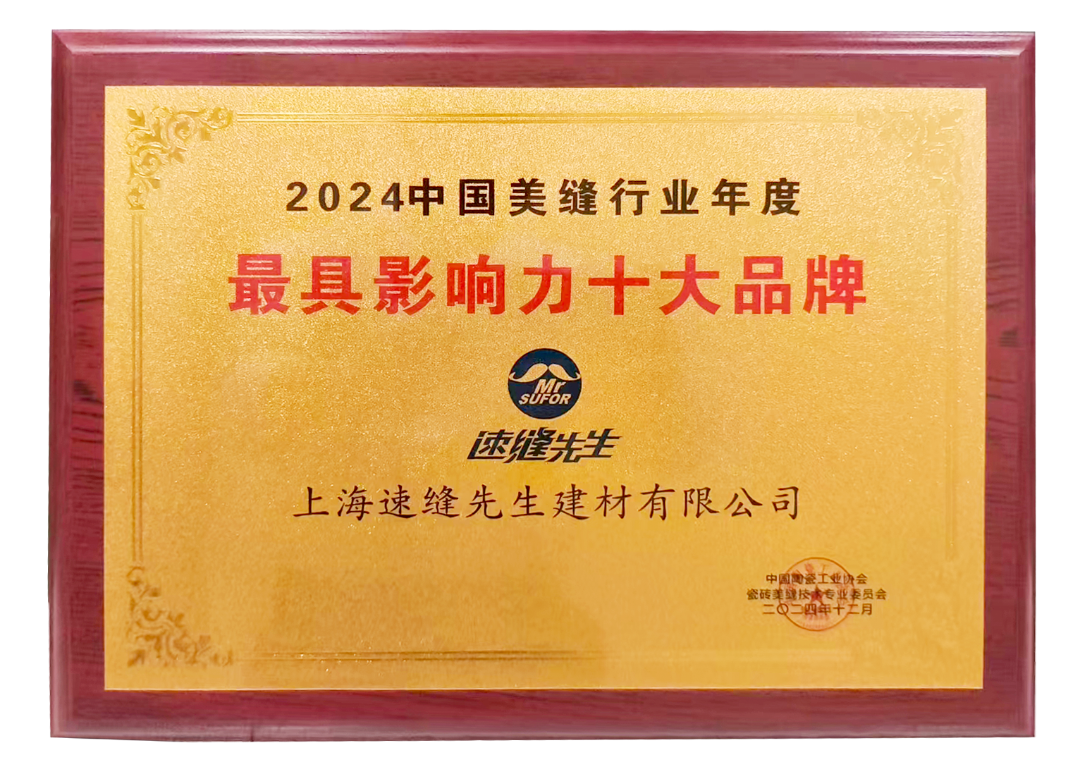 2024中国美缝行业年度
最具影响力十大品牌
Mr
SUFOR
速缝先生
上海速缝先生建材有限公司
中国陶瓷工业协会
瓷砖美缝技术专业委员会
二〇二四年十二月